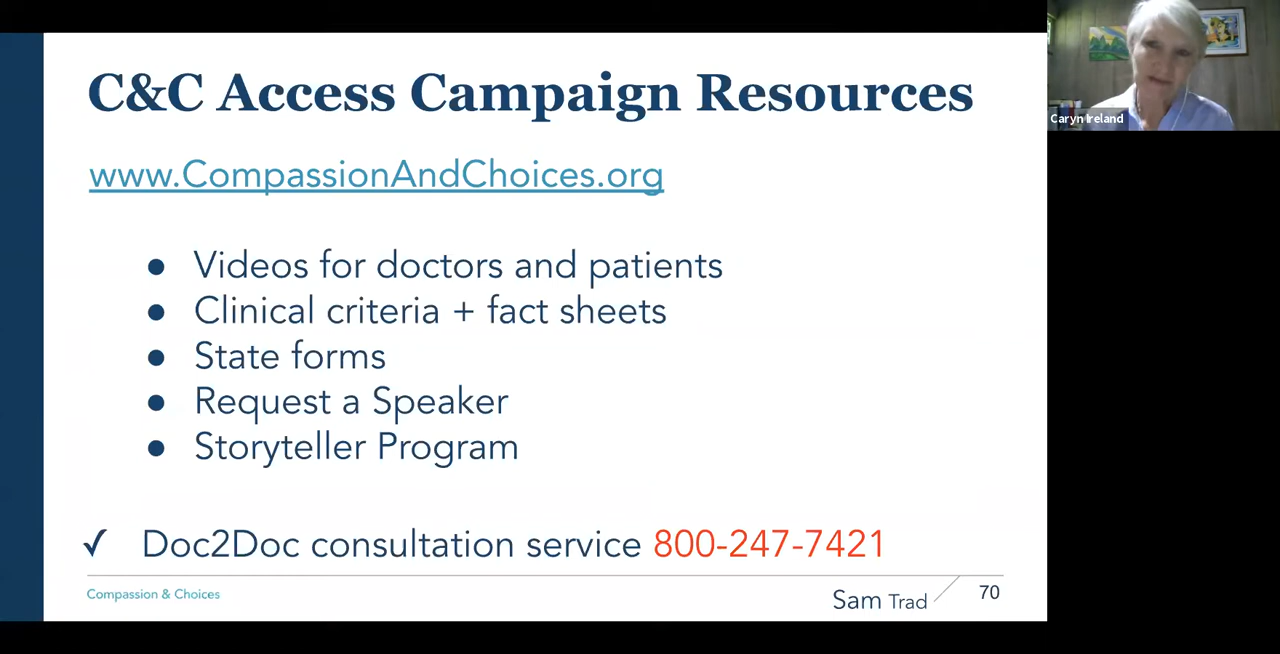 C&C Access Campaign Resources
www.CompassionAndChoices.org
● Videos for doctors and patients
● Clinical criteria + fact sheets
● State forms
● Request a Speaker
● Storyteller Program
✓ Doc2Doc consultation service 800-247-7421
Compassion & Choices
Sam Trad
70
Caryn Ireland